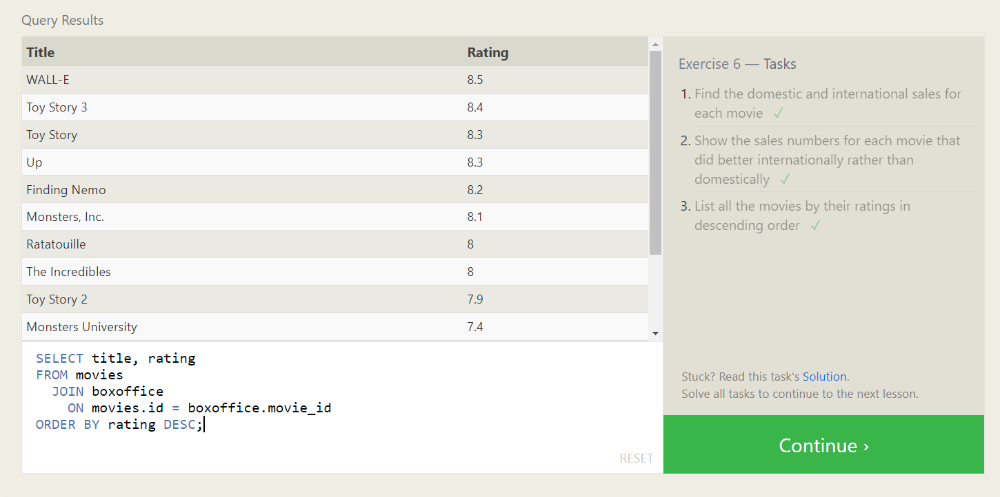 Query Results
Title Rating
WALL-E 8.5
Toy Story 3 8.4
Toy Story 8.3
Up 8.3
Finding Nemo 8.2
Monsters, Inc. 8.1
Ratatouille 8
The Incredibles 8
Toy Story 2 7.9
Monsters University 7.4
SELECT title, rating
FROM movies
  JOIN boxoffice
    ON movies.id = boxoffice.movie_id
ORDER BY rating DESC;
RESET
Exercise 6 — Tasks
1. Find the domestic and international sales for
each movie ✓
2. Show the sales numbers for each movie that
did better internationally rather than
domestically ✓
3. List all the movies by their ratings in
descending order ✓
Stuck? Read this task's Solution.
Solve all tasks to continue to the next lesson.
Continue ›